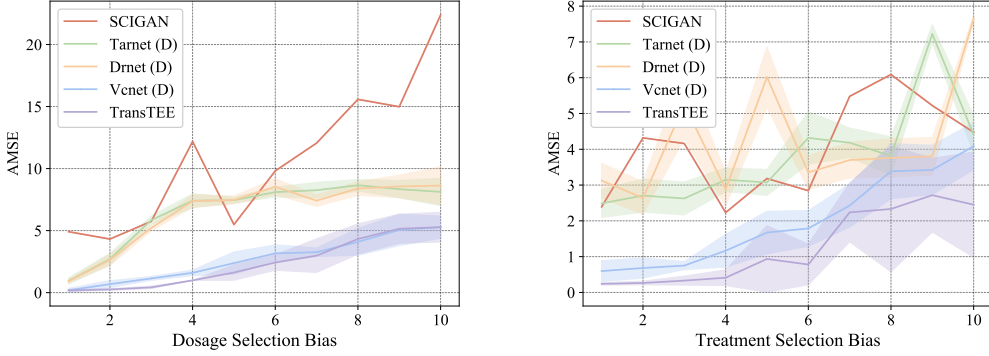 SCIGAN
Tarnet (D)
Drnet (D)
Vcnet (D)
TransTEE
AMSE
20
15
10
5
0
2
4
6
8
10
Dosage Selection Bias
SCIGAN
Tarnet (D)
Drnet (D)
Vcnet (D)
TransTEE
AMSE
8
7
6
5
4
3
2
1
0
2
4
6
8
10
Treatment Selection Bias